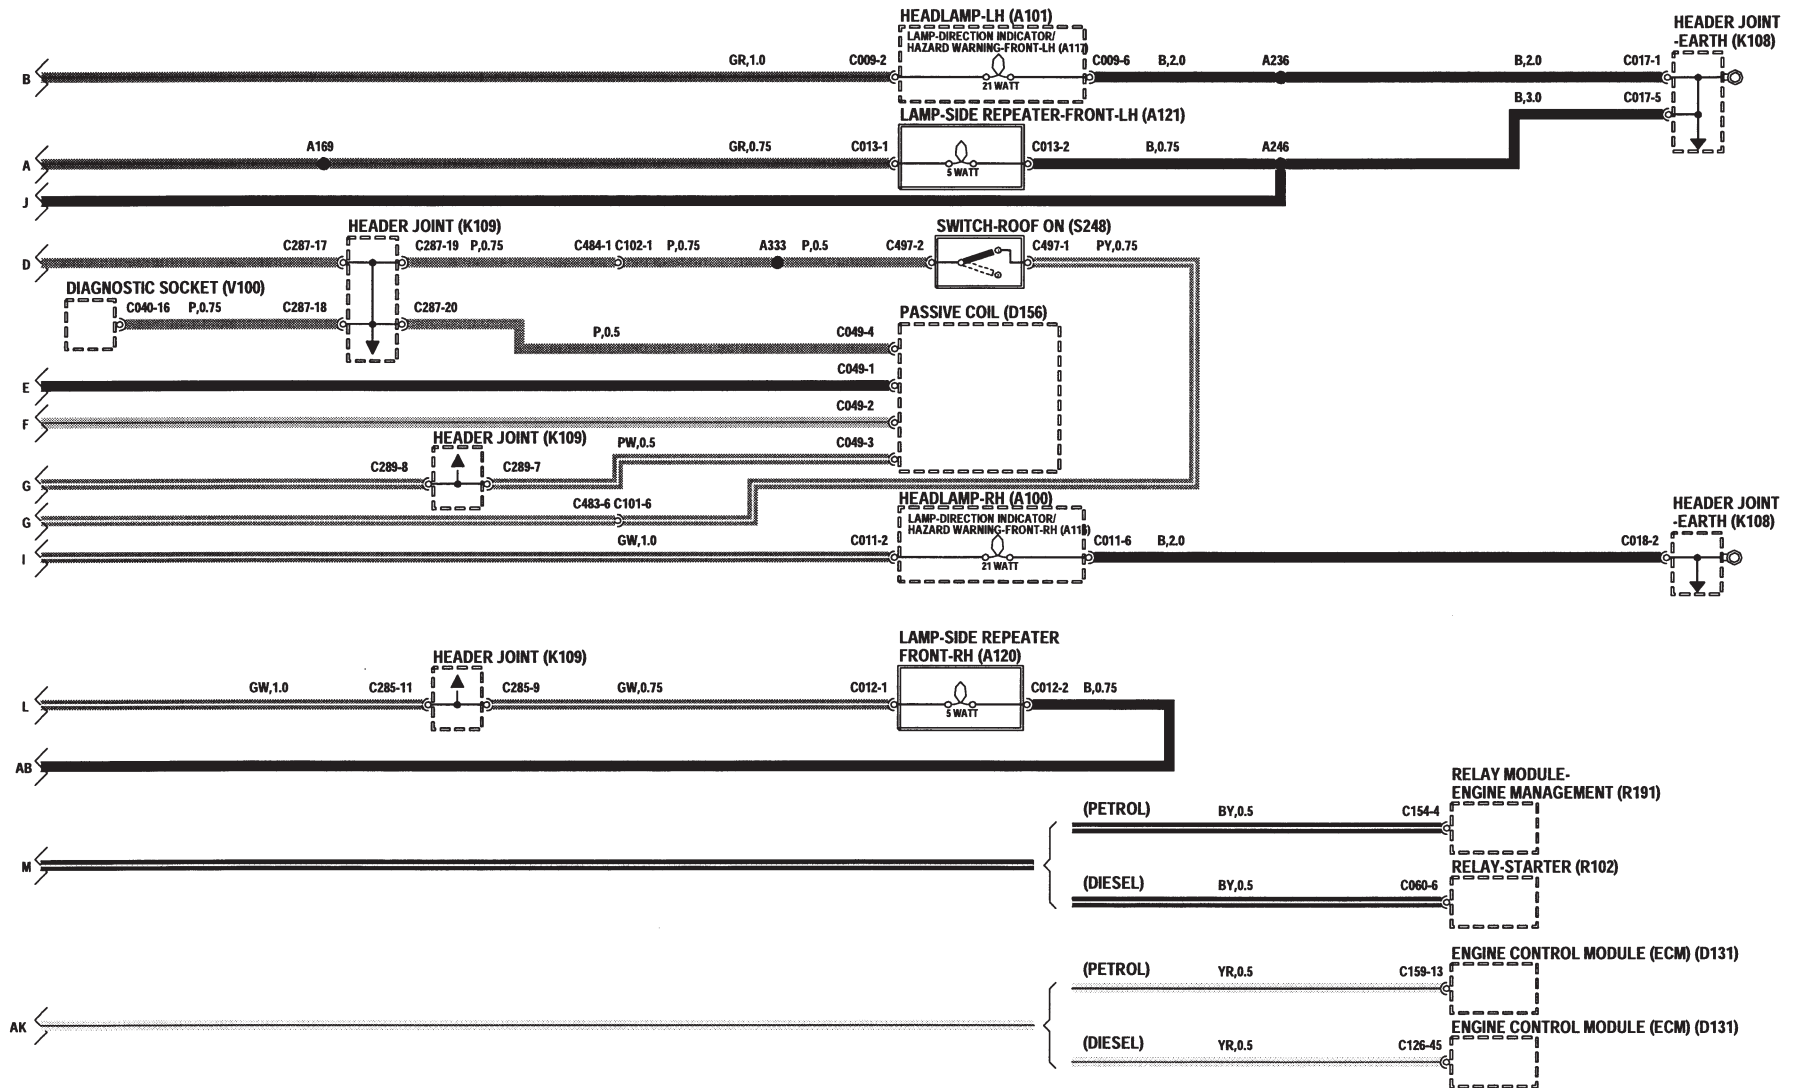 HEADLAMP-LH (A101)
HEADER JOINT
-EARTH (K108)
LAMP-DIRECTION INDICATOR/
HAZARD WARNING-FRONT-LH (A117)
B GR,1.0 C009-2 21 WATT C009-6 B,2.0 A236 B,2.0 C017-1
B,3.0 C017-5
LAMP-SIDE REPEATER-FRONT-LH (A121)
A A169 GR,0.75 C013-1 5 WATT C013-2 B,0.75 A246
J
HEADER JOINT (K109)
SWITCH-ROOF ON (S248)
D C287-17 C287-19 P,0.75 C484-1 C102-1 P,0.75 A333 P,0.5 C497-2 C497-1 PY,0.75
DIAGNOSTIC SOCKET (V100)
C040-16 P,0.75 C287-18 C287-20
PASSIVE COIL (D156)
P,0.5 C049-4
E C049-1
F C049-2
HEADER JOINT (K109)
PW,0.5 C049-3
G C289-8 C289-7
G C483-6 C101-6
HEADLAMP-RH (A100)
HEADER JOINT
-EARTH (K108)
LAMP-DIRECTION INDICATOR/
HAZARD WARNING-FRONT-RH (A116)
I GW,1.0 C011-2 21 WATT C011-6 B,2.0 C018-2
LAMP-SIDE REPEATER
FRONT-RH (A120)
HEADER JOINT (K109)
L GW,1.0 C285-11 C285-9 GW,0.75 C012-1 5 WATT C012-2 B,0.75
AB
RELAY MODULE-
ENGINE MANAGEMENT (R191)
(PETROL) BY,0.5 C154-4
M
RELAY-STARTER (R102)
(DIESEL) BY,0.5 C060-6
ENGINE CONTROL MODULE (ECM) (D131)
(PETROL) YR,0.5 C159-13
AK
ENGINE CONTROL MODULE (ECM) (D131)
(DIESEL) YR,0.5 C126-45